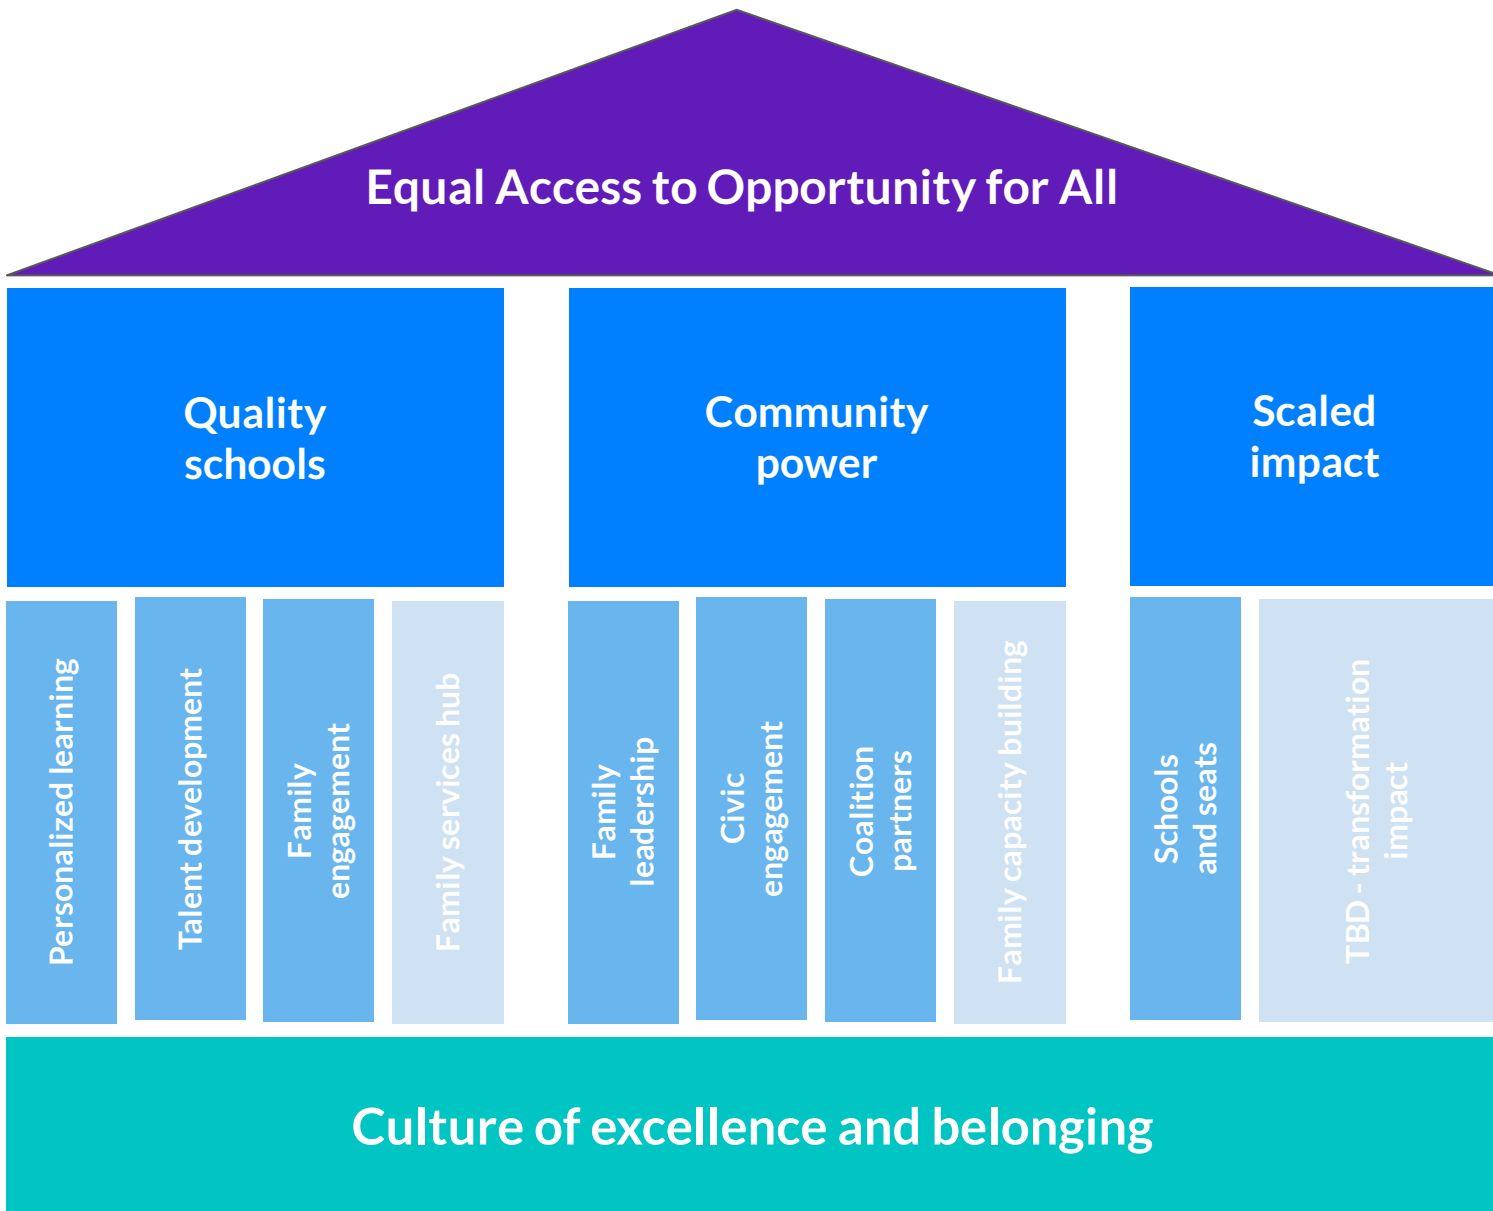 Equal Access to Opportunity for All
Quality
schools
Community
power
Scaled
impact
Personalized learning
Talent development
Family
engagement
Family services hub
Family
leadership
Civic
engagement
Coalition
partners
Family capacity building
Schools
and seats
TBD - transformation
impact
Culture of excellence and belonging